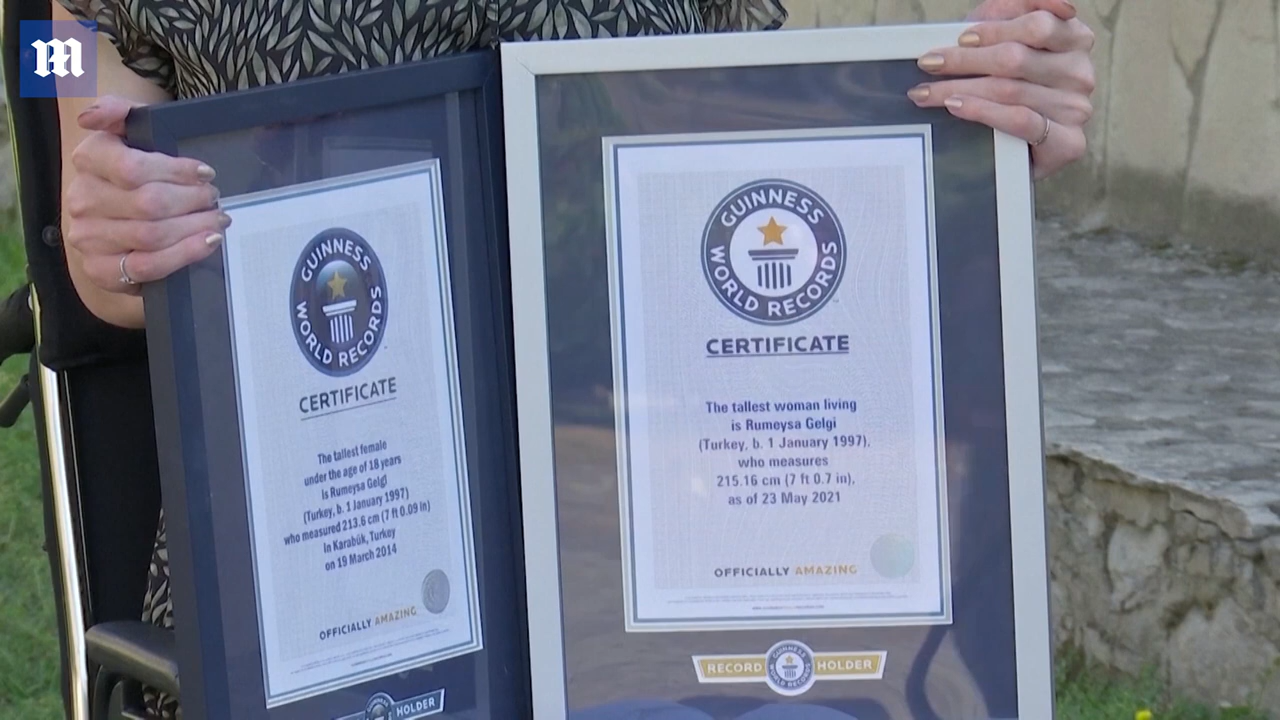 M
GUINNESS
WORLD RECORDS
CERTIFICATE
The tallest female
under the age of 18 years
is Rumeysa Gelgi
(Turkey, b. 1 January 1997)
who measured 213.6 cm (7 ft 0.09 in)
in Karabük, Turkey
on 19 March 2014
OFFICIALLY AMAZING
HOLDER
GUINNESS
WORLD RECORDS
CERTIFICATE
The tallest woman living
is Rumeysa Gelgi
(Turkey, b. 1 January 1997),
who measures
215.16 cm (7 ft 0.7 in),
as of 23 May 2021
OFFICIALLY AMAZING
RECORD HOLDER
GUINNESS